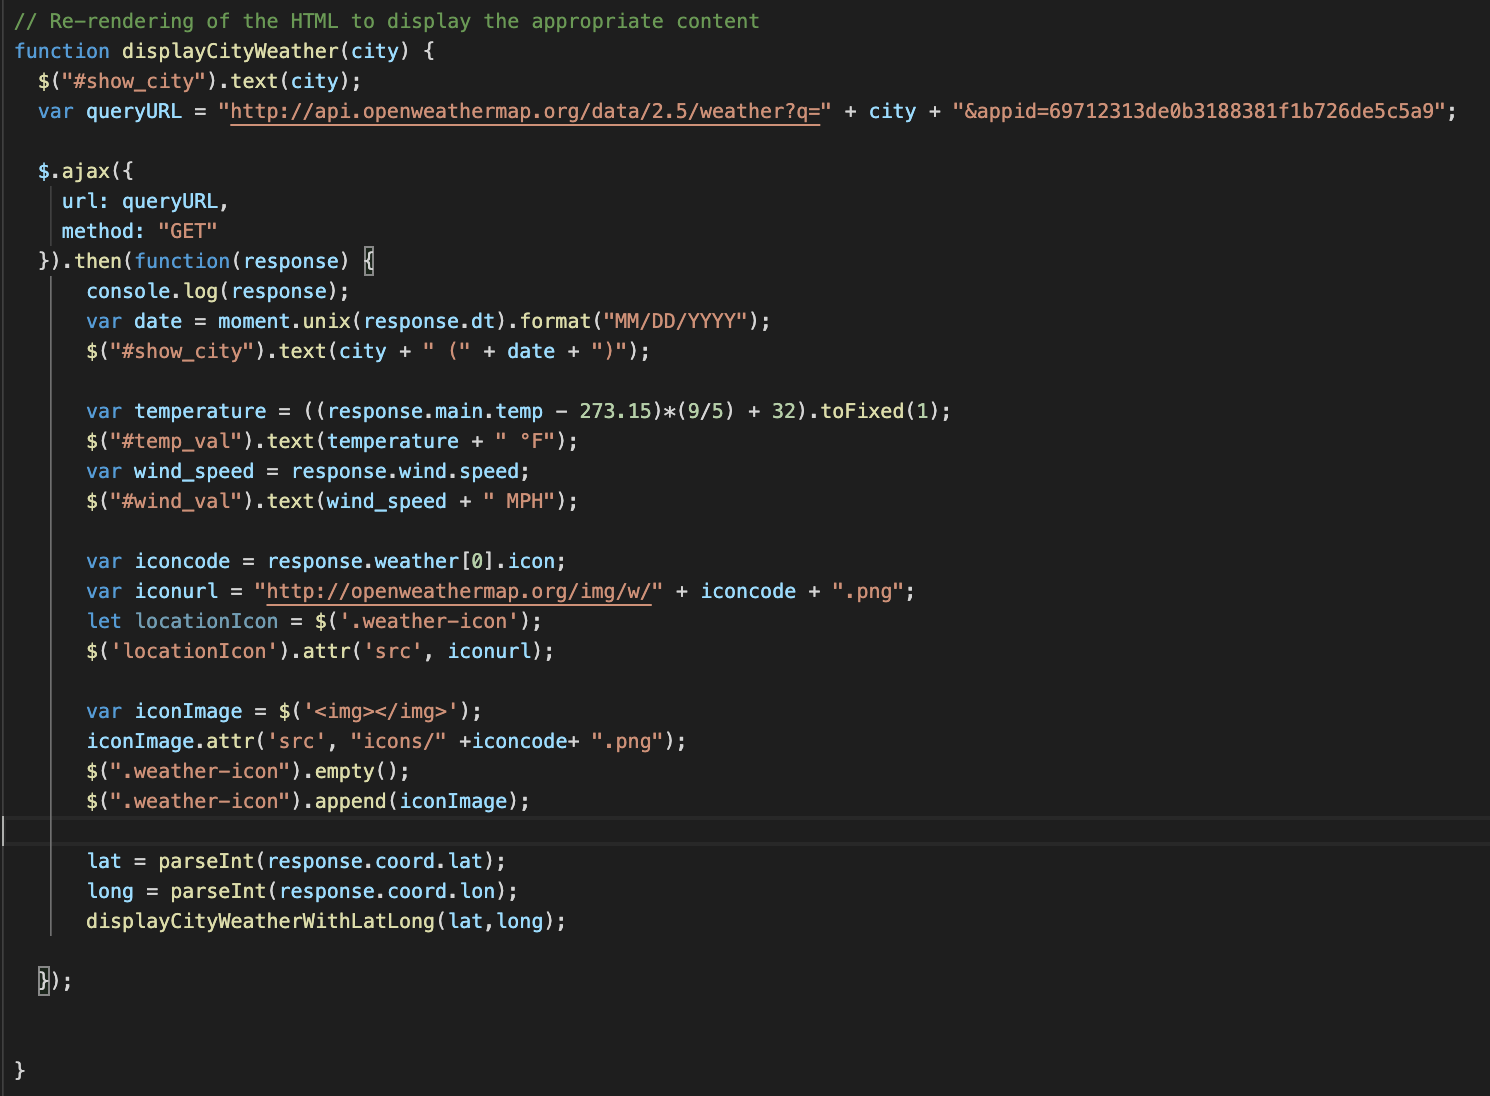 // Re-rendering of the HTML to display the appropriate content
function displayCityWeather(city) {
  $("#show_city").text(city);
  var queryURL = "http://api.openweathermap.org/data/2.5/weather?q=" + city + "&appid=69712313de0b3188381f1b726de5c5a9";

  $.ajax({
    url: queryURL,
    method: "GET"
  }).then(function(response) {
      console.log(response);
      var date = moment.unix(response.dt).format("MM/DD/YYYY");
      $("#show_city").text(city + " (" + date + ")");

      var temperature = ((response.main.temp - 273.15)*(9/5) + 32).toFixed(1);
      $("#temp_val").text(temperature + " °F");
      var wind_speed = response.wind.speed;
      $("#wind_val").text(wind_speed + " MPH");

      var iconcode = response.weather[0].icon;
      var iconurl = "http://openweathermap.org/img/w/" + iconcode + ".png";
      let locationIcon = $('.weather-icon');
      $('locationIcon').attr('src', iconurl);

      var iconImage = $('<img></img>');
      iconImage.attr('src', "icons/" +iconcode+ ".png");
      $(".weather-icon").empty();
      $(".weather-icon").append(iconImage);

      lat = parseInt(response.coord.lat);
      long = parseInt(response.coord.lon);
      displayCityWeatherWithLatLong(lat,long);

  });


}